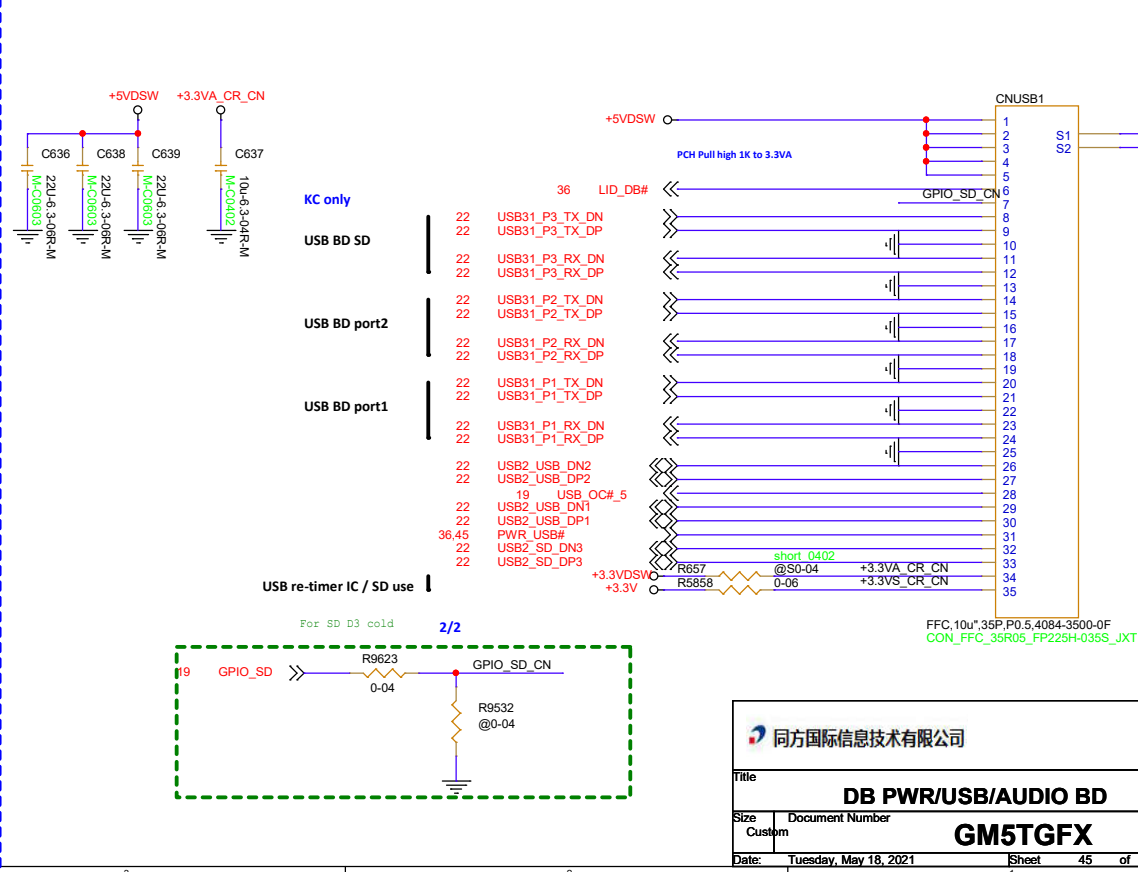 +5VDSW +3.3VA_CR_CN
C636 C638 C639 C637
22U-6.3-06R-M
M-C0603
22U-6.3-06R-M
M-C0603
22U-6.3-06R-M
M-C0603
10u-6.3-04R-M
M-C0402
CNUSB1
+5VDSW 1
2 S1
3 S2
PCH Pull high 1K to 3.3VA
4
5
36 LID_DB# 6
GPIO_SD_CN 7
KC only
22 USB31_P3_TX_DN 8
22 USB31_P3_TX_DP 9
USB BD SD
10
22 USB31_P3_RX_DN 11
22 USB31_P3_RX_DP 12
13
22 USB31_P2_TX_DN 14
22 USB31_P2_TX_DP 15
USB BD port2
16
22 USB31_P2_RX_DN 17
22 USB31_P2_RX_DP 18
19
22 USB31_P1_TX_DN 20
22 USB31_P1_TX_DP 21
USB BD port1
22
22 USB31_P1_RX_DN 23
22 USB31_P1_RX_DP 24
25
22 USB2_USB_DN2 26
22 USB2_USB_DP2 27
19 USB_OC#_5 28
22 USB2_USB_DN1 29
22 USB2_USB_DP1 30
36,45 PWR_USB# 31
22 USB2_SD_DN3 32
22 USB2_SD_DP3 33
short_0402
+3.3VDSW R657 @S0-04 +3.3VA_CR_CN 34
USB re-timer IC / SD use
+3.3V R5858 0-06 +3.3VS_CR_CN 35
FFC,10u",35P,P0.5,4084-3500-0F
CON_FFC_35R05_FP225H-035S_JXT
For SD D3 cold 2/2
19 GPIO_SD R9623 GPIO_SD_CN
0-04
R9532
@0-04
同方国际信息技术有限公司
Title
DB PWR/USB/AUDIO BD
Size Document Number
Custom GM5TGFX
Date: Tuesday, May 18, 2021 Sheet 45 of